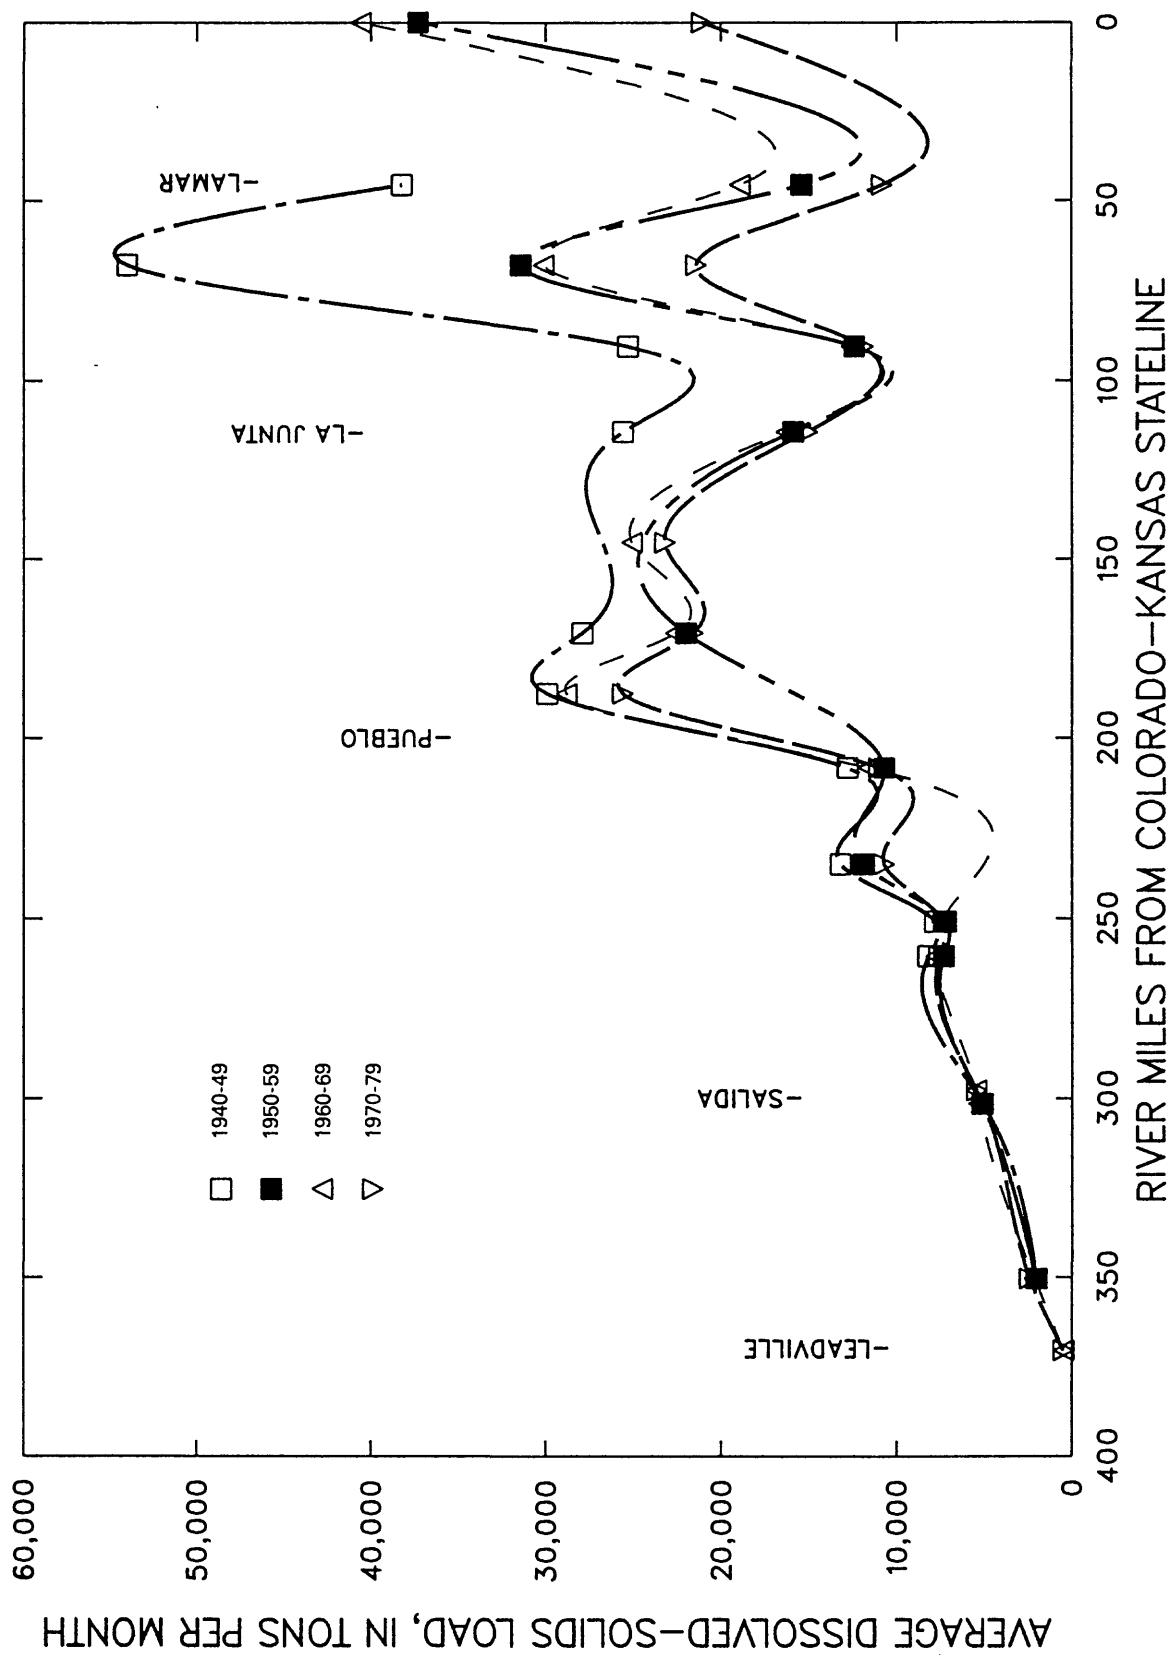 AVERAGE DISSOLVED-SOLIDS LOAD, IN TONS PER MONTH
60,000
50,000
40,000
30,000
20,000
10,000
0
1940-49
1950-59
1960-69
1970-79
-LEADVILLE
-SALIDA
-PUEBLO
-LA JUNTA
-LAMAR
400
350
300
250
200
150
100
50
0
RIVER MILES FROM COLORADO-KANSAS STATELINE